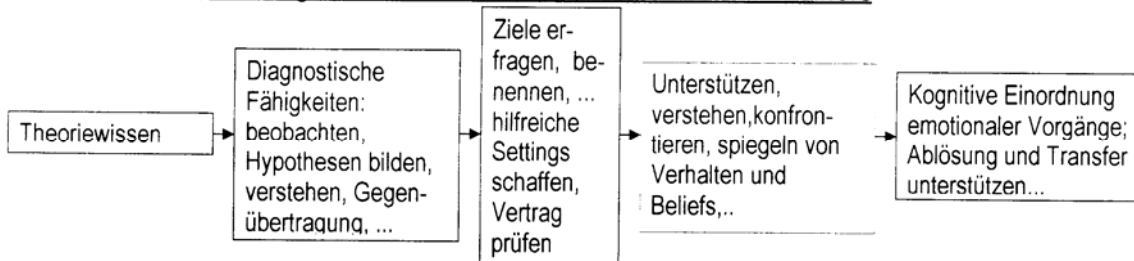 Theoriewissen
Diagnostische
Fähigkeiten:
beobachten,
Hypothesen bilden,
verstehen, Gegen-
übertragung, ...
Ziele er-
fragen, be-
nennen, ...
hilfreiche
Settings
schaffen,
Vertrag
prüfen
Unterstützen,
verstehen,konfron-
tieren, spiegeln von
Verhalten und
Beliefs,..
Kognitive Einordnung
emotionaler Vorgänge;
Ablösung und Transfer
unterstützen...